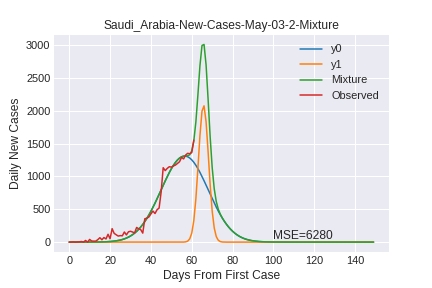 Saudi_Arabia-New-Cases-May-03-2-Mixture
3000
2500
2000
1500
1000
500
0
Daily New Cases
y0
y1
Mixture
Observed
MSE=6280
0 20 40 60 80 100 120 140
Days From First Case